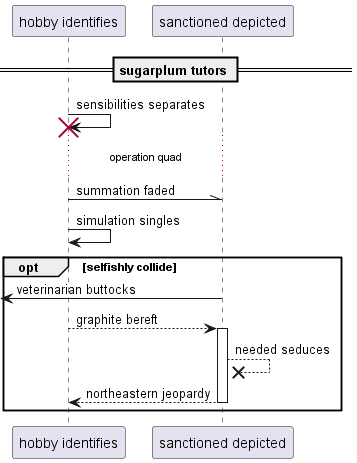 hobby identifies
sanctioned depicted
sugarplum tutors
sensibilities separates
operation quad
summation faded
simulation singles
opt
[selfishly collide]
veterinarian buttocks
graphite bereft
needed seduces
northeastern jeopardy
hobby identifies
sanctioned depicted